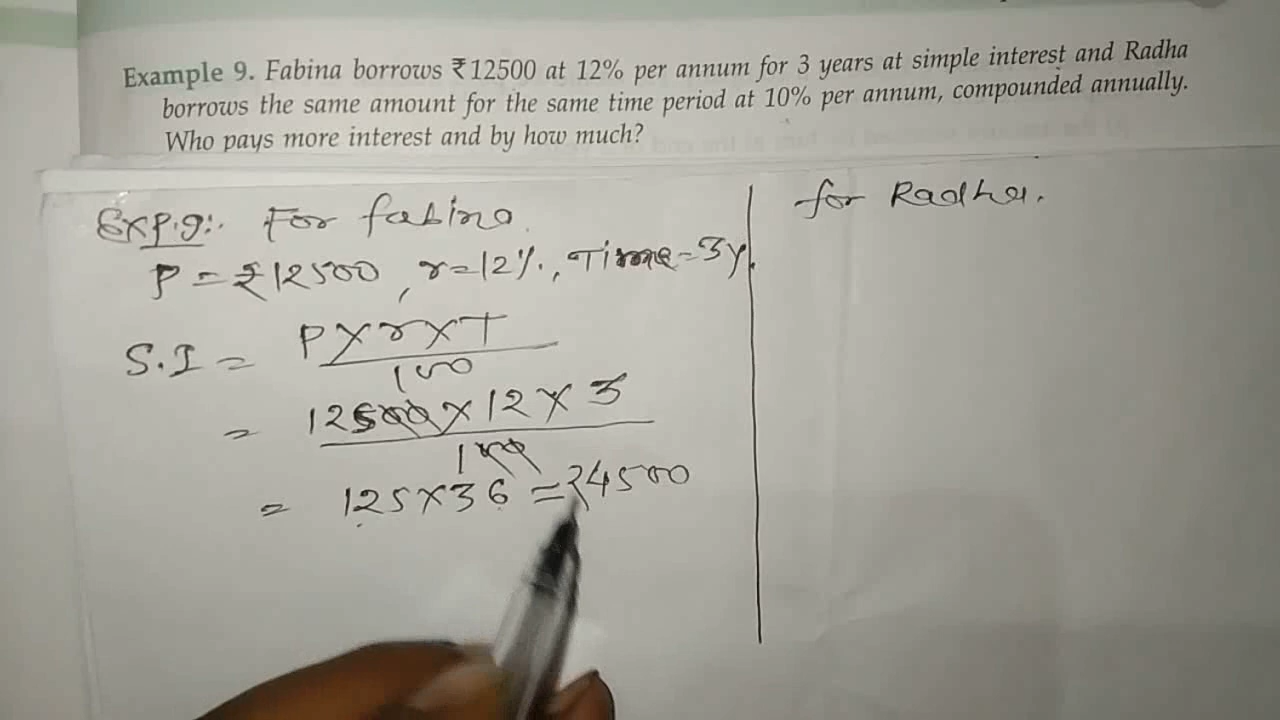 Example 9. Fabina borrows ₹12500 at 12% per annum for 3 years at simple interest and Radha
borrows the same amount for the same time period at 10% per annum, compounded annually.
Who pays more interest and by how much?
Exp.9:. For fabina.
P = ₹12500, r=12%., Time=3y.
S.I = P×r×T
100
= 12500×12×3
100
= 125×36 = ₹4500
for Radha.